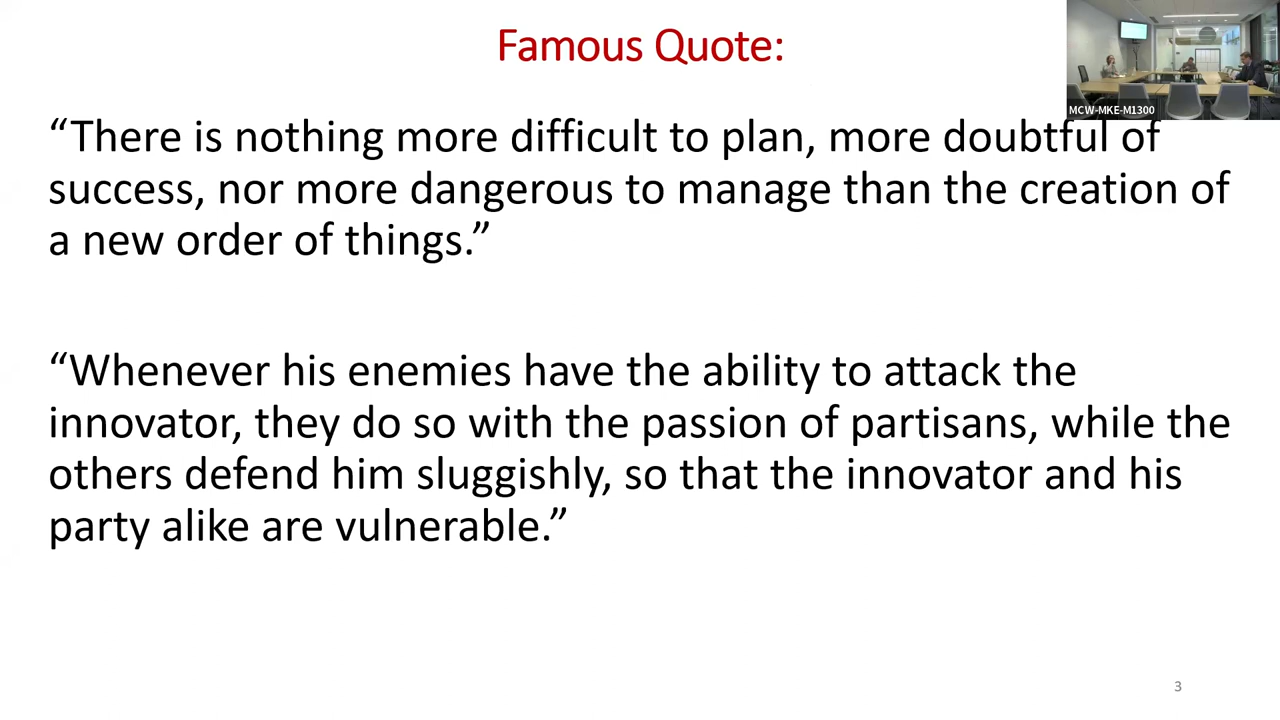 Famous Quote:
MCW-MKE-M1300
“There is nothing more difficult to plan, more doubtful of
success, nor more dangerous to manage than the creation of
a new order of things.”
“Whenever his enemies have the ability to attack the
innovator, they do so with the passion of partisans, while the
others defend him sluggishly, so that the innovator and his
party alike are vulnerable.”
3